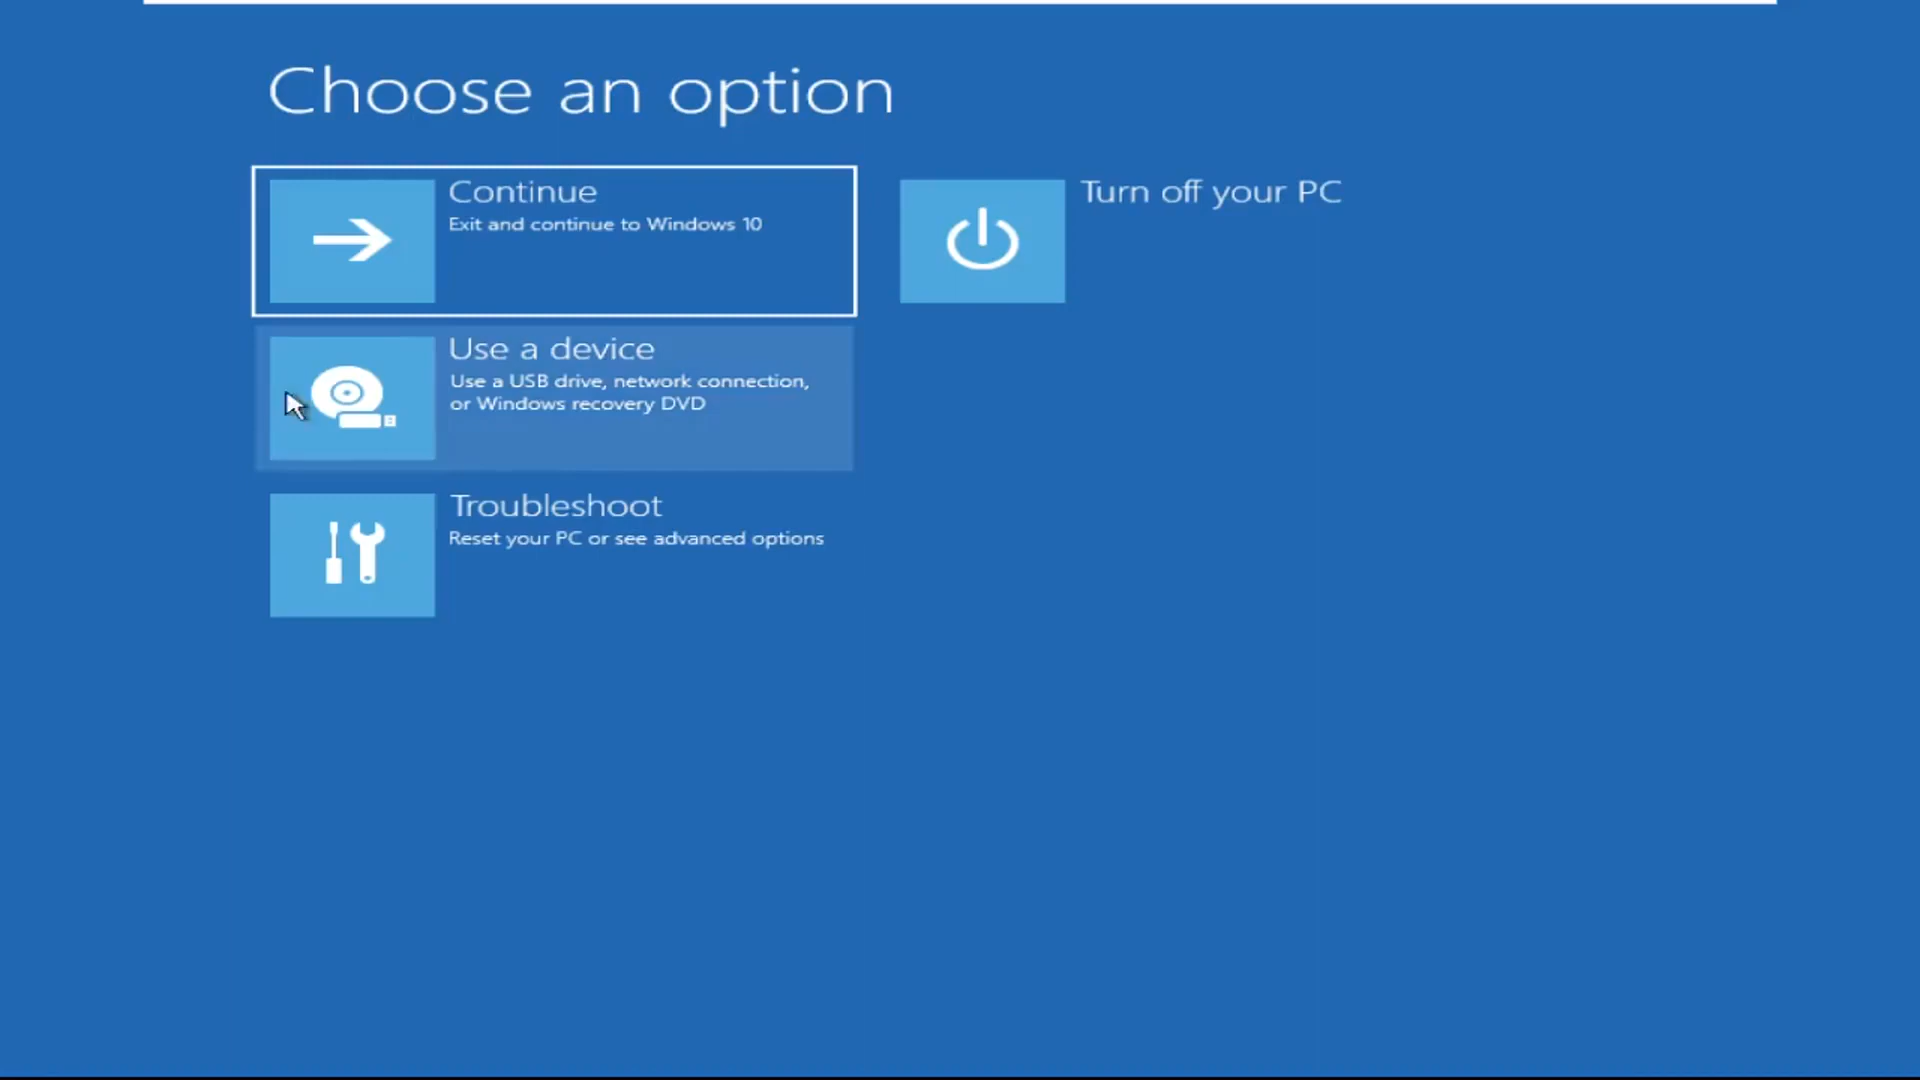 Choose an option
Continue
Exit and continue to Windows 10
Turn off your PC
Use a device
Use a USB drive, network connection,
or Windows recovery DVD
Troubleshoot
Reset your PC or see advanced options